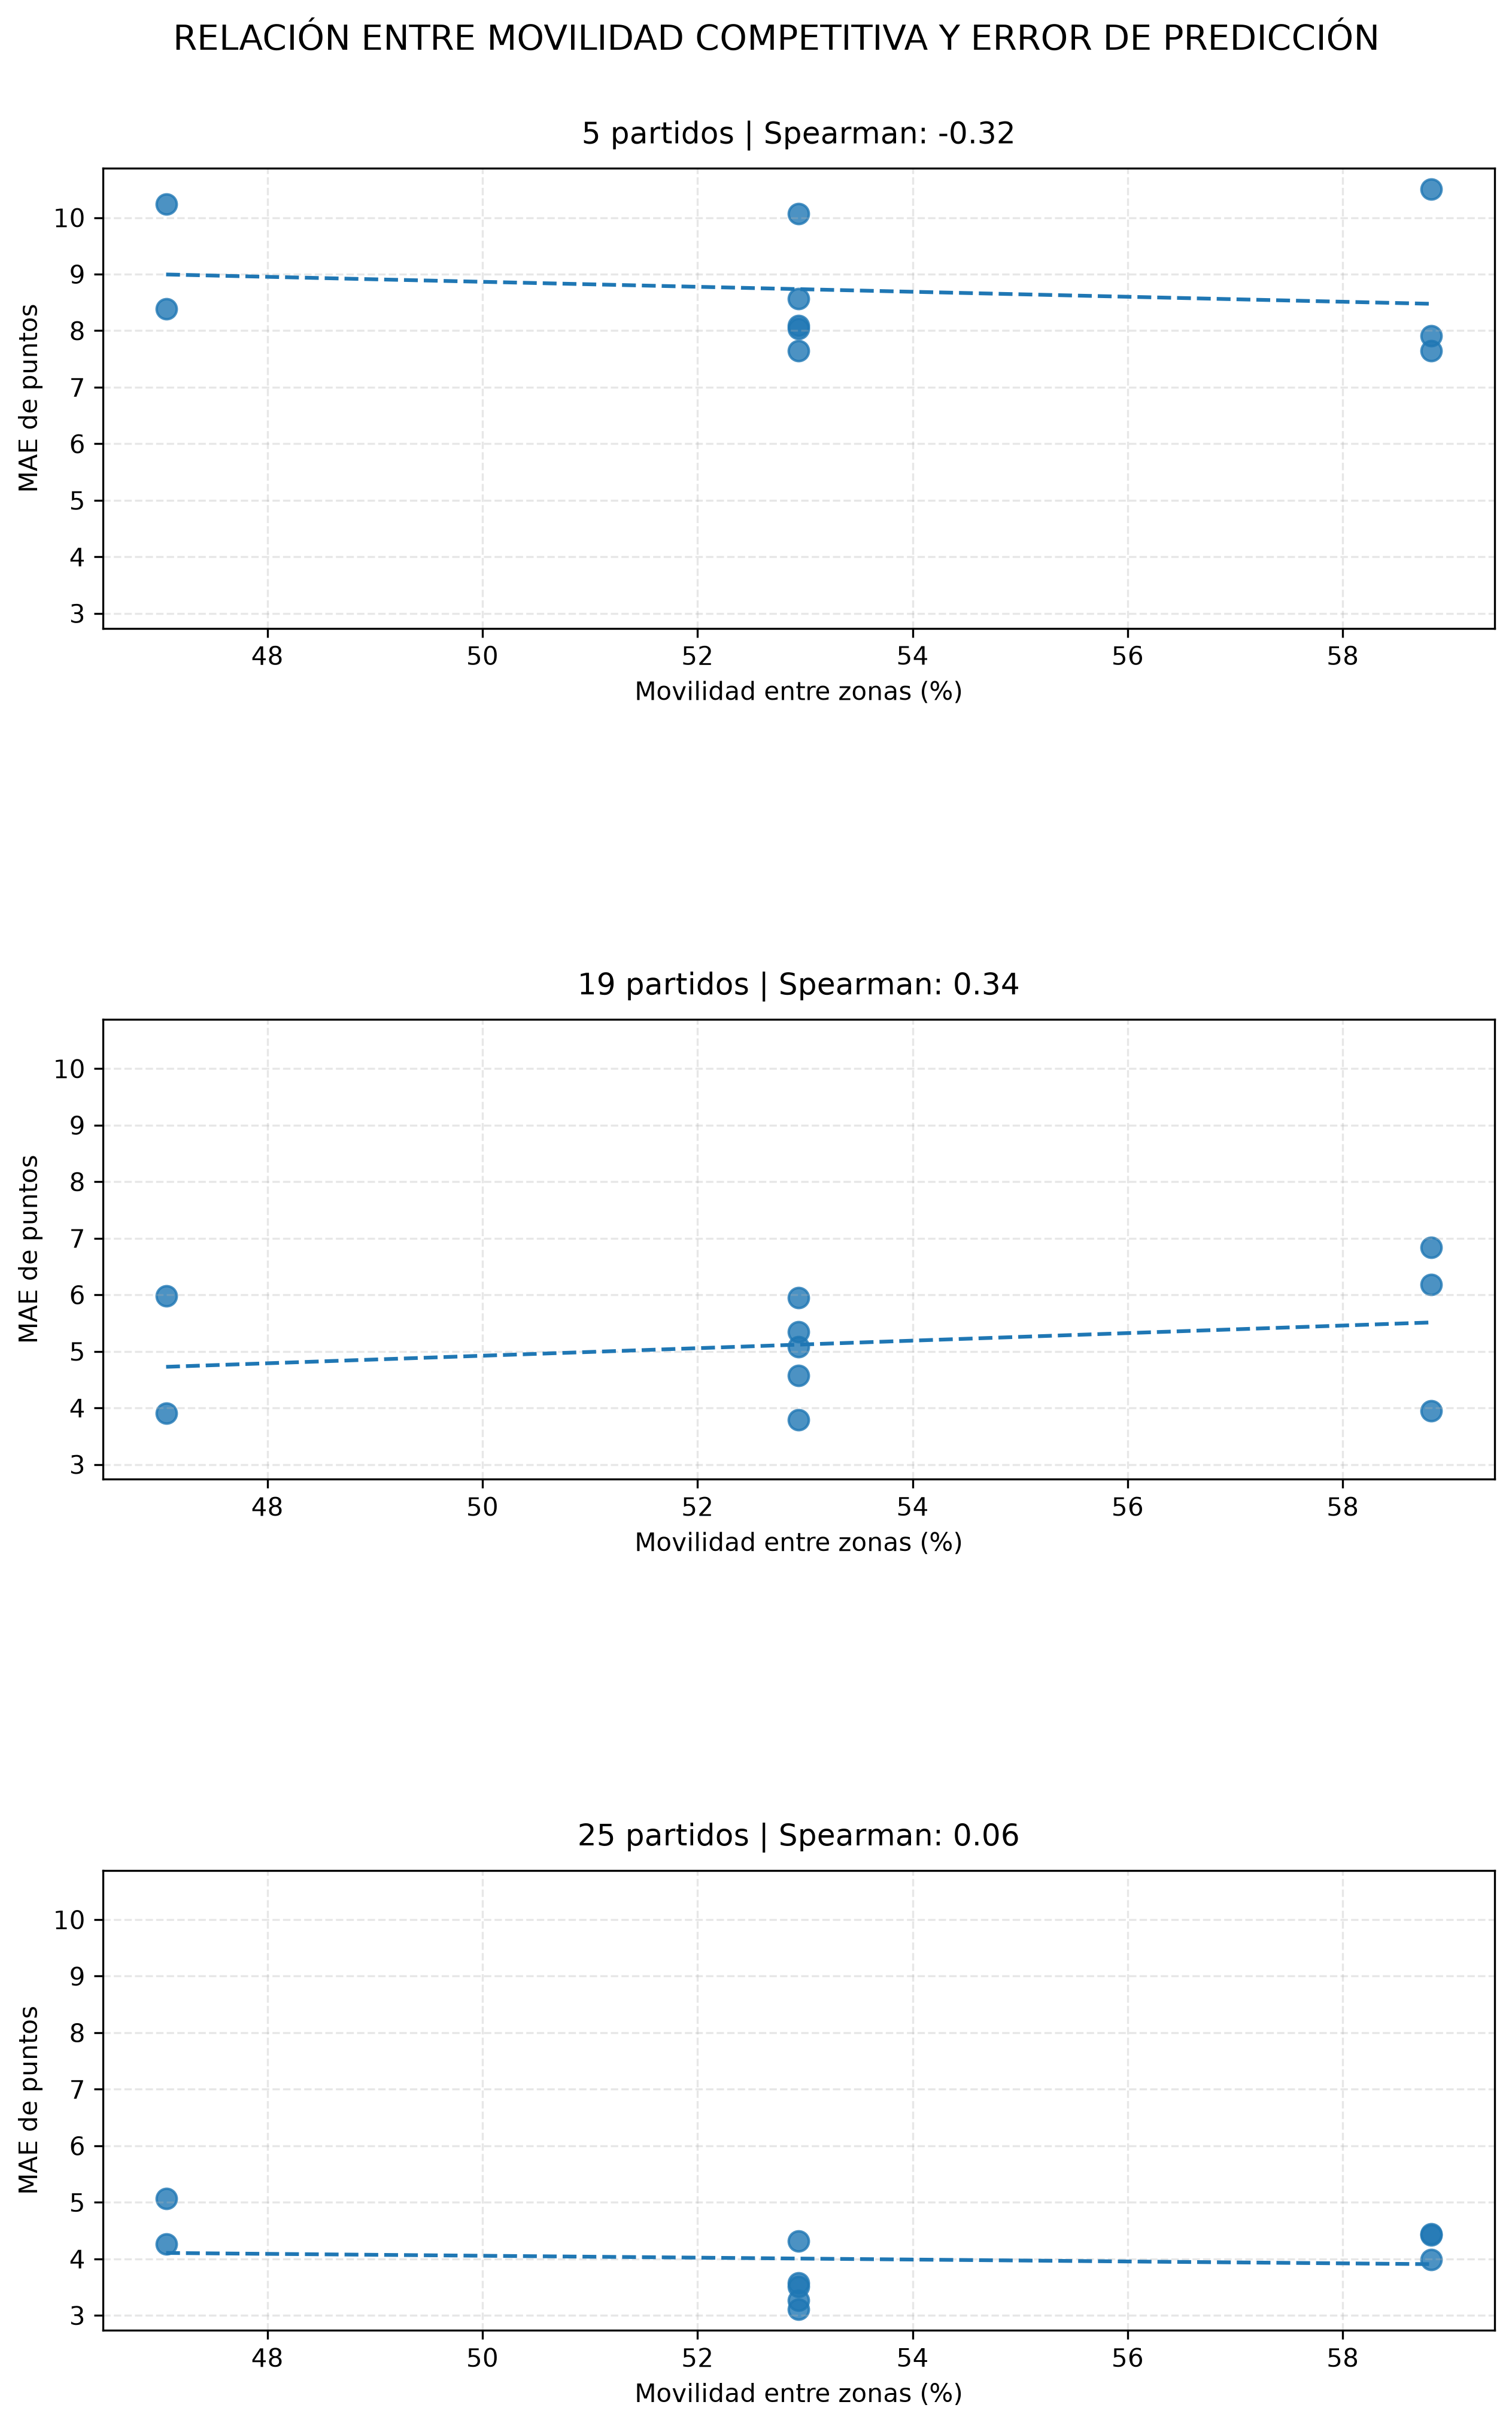 RELACIÓN ENTRE MOVILIDAD COMPETITIVA Y ERROR DE PREDICCIÓN
5 partidos | Spearman: -0.32
10
9
8
7
6
5
4
3
MAE de puntos
48 50 52 54 56 58
Movilidad entre zonas (%)
19 partidos | Spearman: 0.34
10
9
8
7
6
5
4
3
MAE de puntos
48 50 52 54 56 58
Movilidad entre zonas (%)
25 partidos | Spearman: 0.06
10
9
8
7
6
5
4
3
MAE de puntos
48 50 52 54 56 58
Movilidad entre zonas (%)